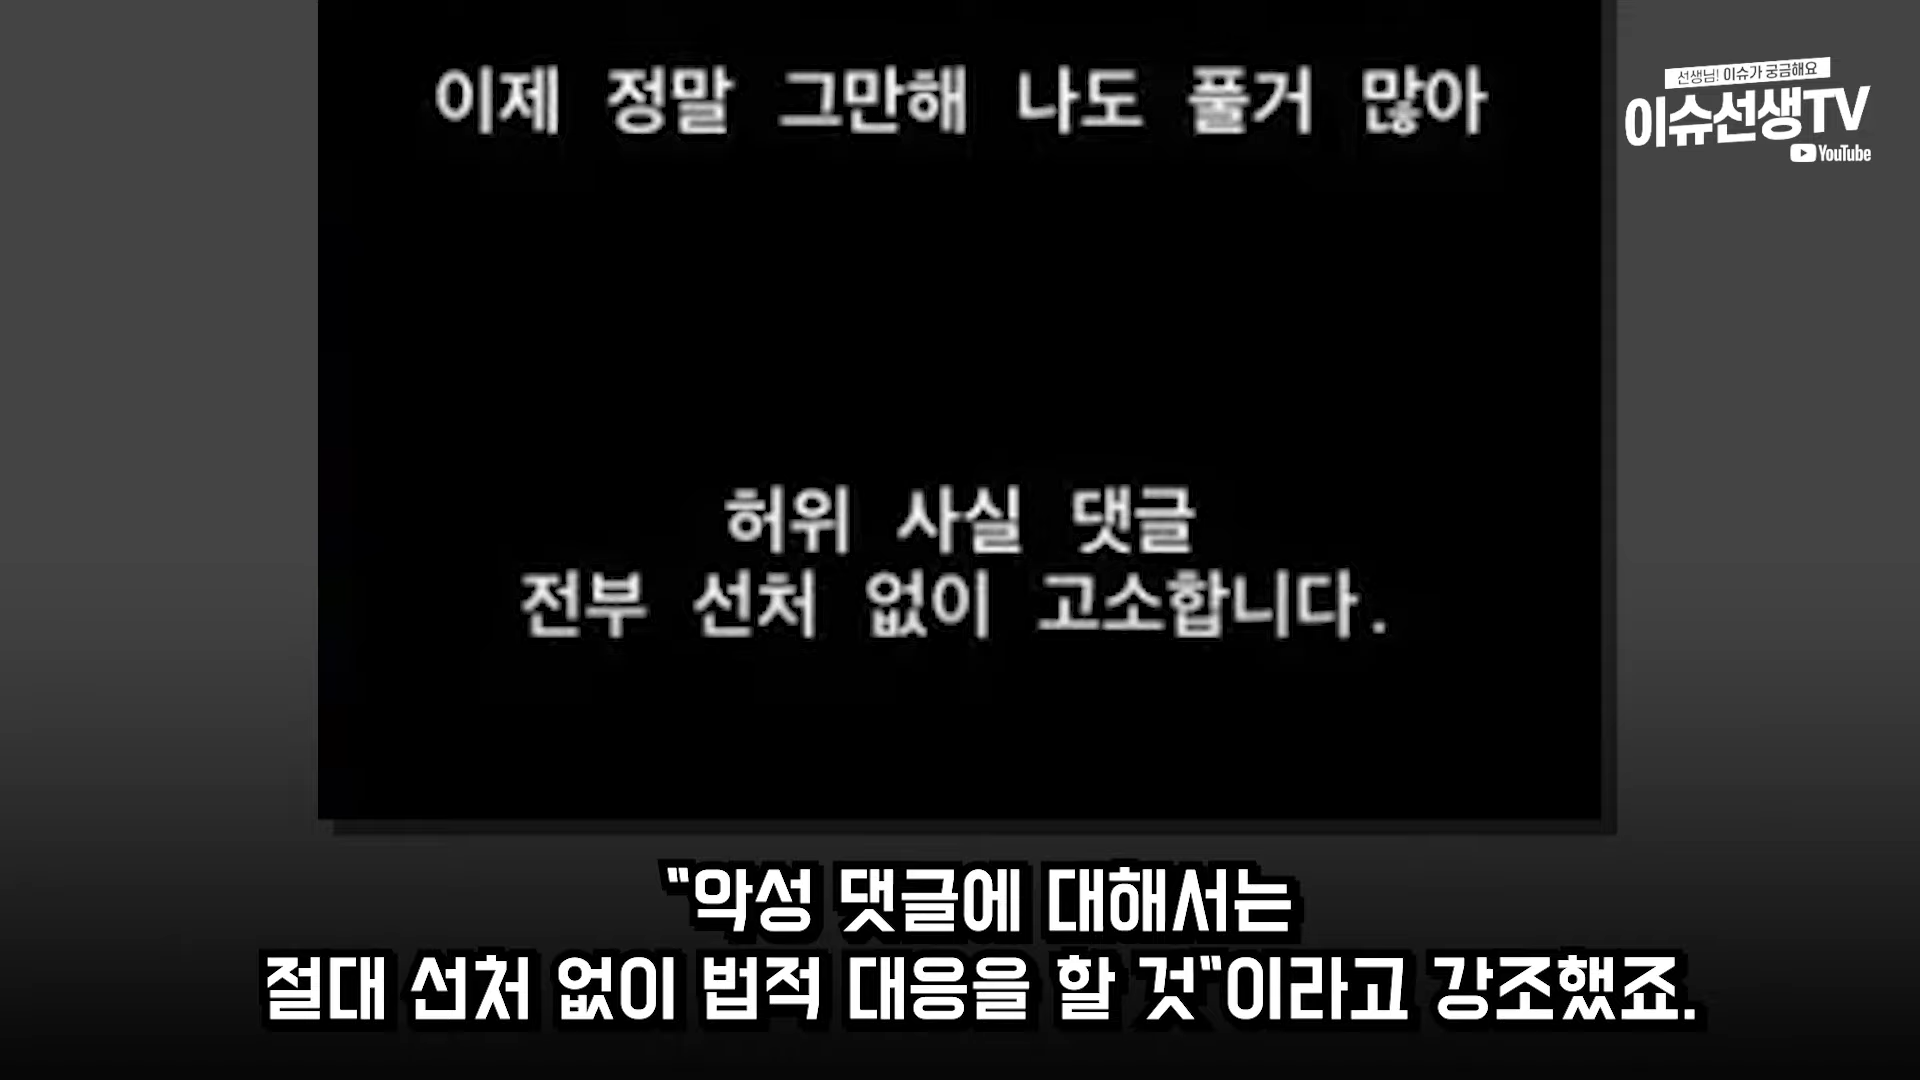 이제 정말 그만해 나도 풀거 많아
선생님! 이슈가 궁금해요
이슈선생TV
YouTube
허위 사실 댓글
전부 선처 없이 고소합니다.
"악성 댓글에 대해서는
절대 선처 없이 법적 대응을 할 것"이라고 강조했죠.